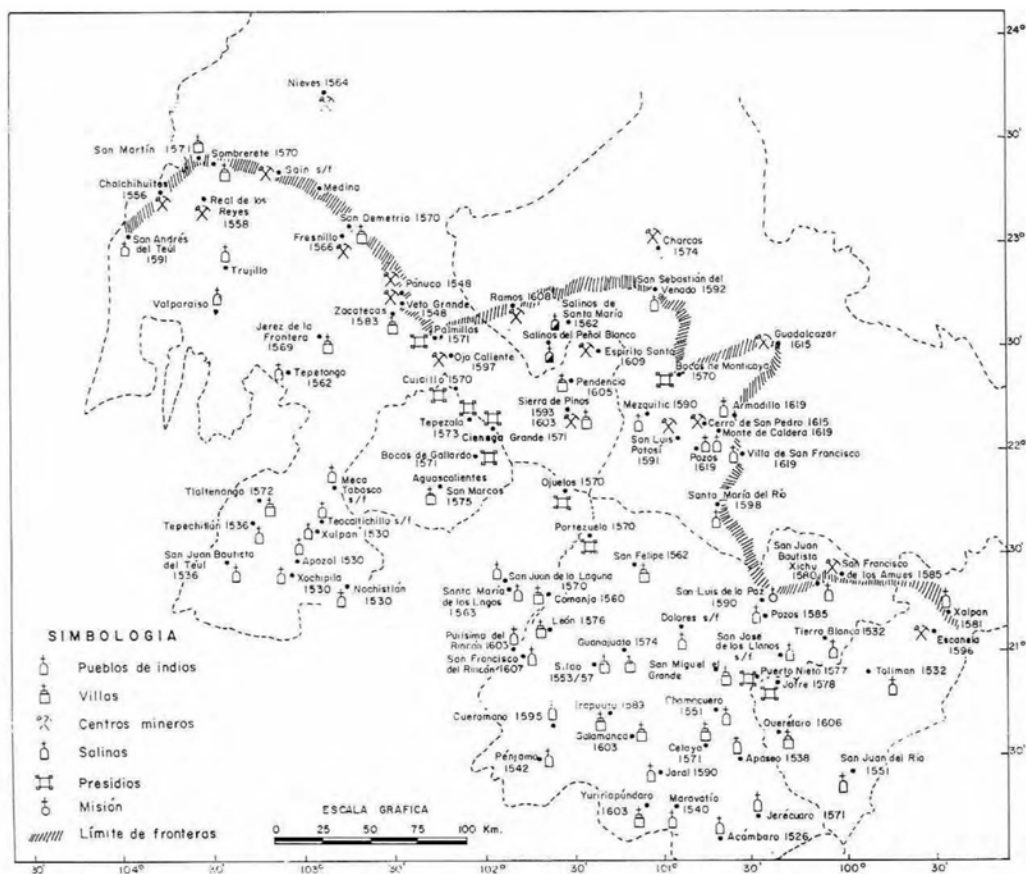 24°
Nieves 1564
30'
San Martín 1571
Sombrerete 1570
Sain s/f
Chalchihuites
1556
Medina
Real de los
Reyes
1558
San Demetrio 1570
Fresnillo
1566
San Andrés
del Teúl
1591
23°
Charcas
1574
Trujillo
Pánuco 1548
San Sebastián del
Venado 1592
Valparaiso
Veta Grande
1548
Ramos 1608
Salinas de
Santa María
1562
Zacatecas
1583
Palmillas
1571
Salinas del Peñol Blanco
Guadalcazar
1615
Jerez de la
Frontera
1569
Ojo Caliente
1597
Espíritu Santo
1609
30'
Bocas de Monticaya
1570
Tepetongo
1562
Cuicillo 1570
Pendencia
1605
Sierra de Pinos
1593
1603
Mezquitic 1590
Armadillo 1619
Tepezala
1573
Cienega Grande 1571
Cerro de San Pedro 1615
Monte de Caldera 1619
San Luis
Potosí
1591
Pozos
1619
Villa de San Francisco
1619
Bocas de Gallardo
1571
22°
Meca
Tabasco
s/f
Aguascalientes
San Marcos
1575
Ojuelos 1570
Santa María del Río
1598
Tlaltenango 1572
Teocaltichillo s/f
Tepechitlán 1536
Xulpan 1530
Portezuelo 1570
30'
San Juan Bautista
del Teúl
1536
Apozol 1530
San Felipe 1562
San Juan
Bautista
Xichu
1580
San Francisco
de los Amues 1585
Xochipila
1530
Nochistlán
1530
San Juan de la Laguna
1570
Santa María
de los Lagos
1563
Comanja 1560
San Luis de la Paz
1590
Pozos 1585
Xalpan
1581
SIMBOLOGIA
León 1576
Dolores s/f
Tierra Blanca 1532
Escanela
1596
Purísima del
Rincón 1603
Guanajuato 1574
San José
de los Llanos
s/f
21°
Pueblos de indios
San Francisco
del Rincón 1607
Silao
1553/57
San Miguel el
Grande
Puerto Nieto 1577
Toliman 1532
Villas
Jofre 1578
Chamacuero
1551
Centros mineros
Cueramaro 1595
Irapuato 1589
Querétaro 1606
Salinas
Salamanca
1603
Celaya
1571
Apaseo 1538
30'
Presidios
Penjamo
1542
Jaral 1590
San Juan del Río
1551
Misión
ESCALA GRAFICA
Yuririapúndaro
1603
Maravatío
1540
Jerécuaro 1571
Límite de fronteras
0 25 50 75 100 Km.
Acámbaro 1526
30' 104° 30' 103° 30' 102° 30' 101° 30' 100° 30'